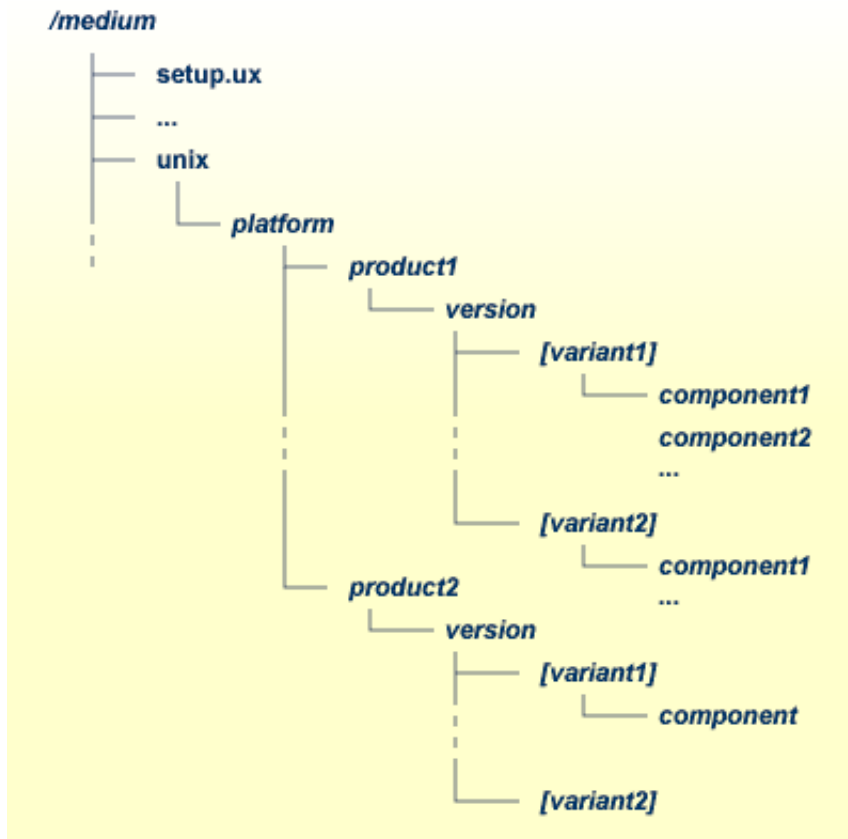 /medium
setup.ux
...
unix
platform
product1
version
[variant1]
component1
component2
...
[variant2]
component1
...
product2
version
[variant1]
component
[variant2]